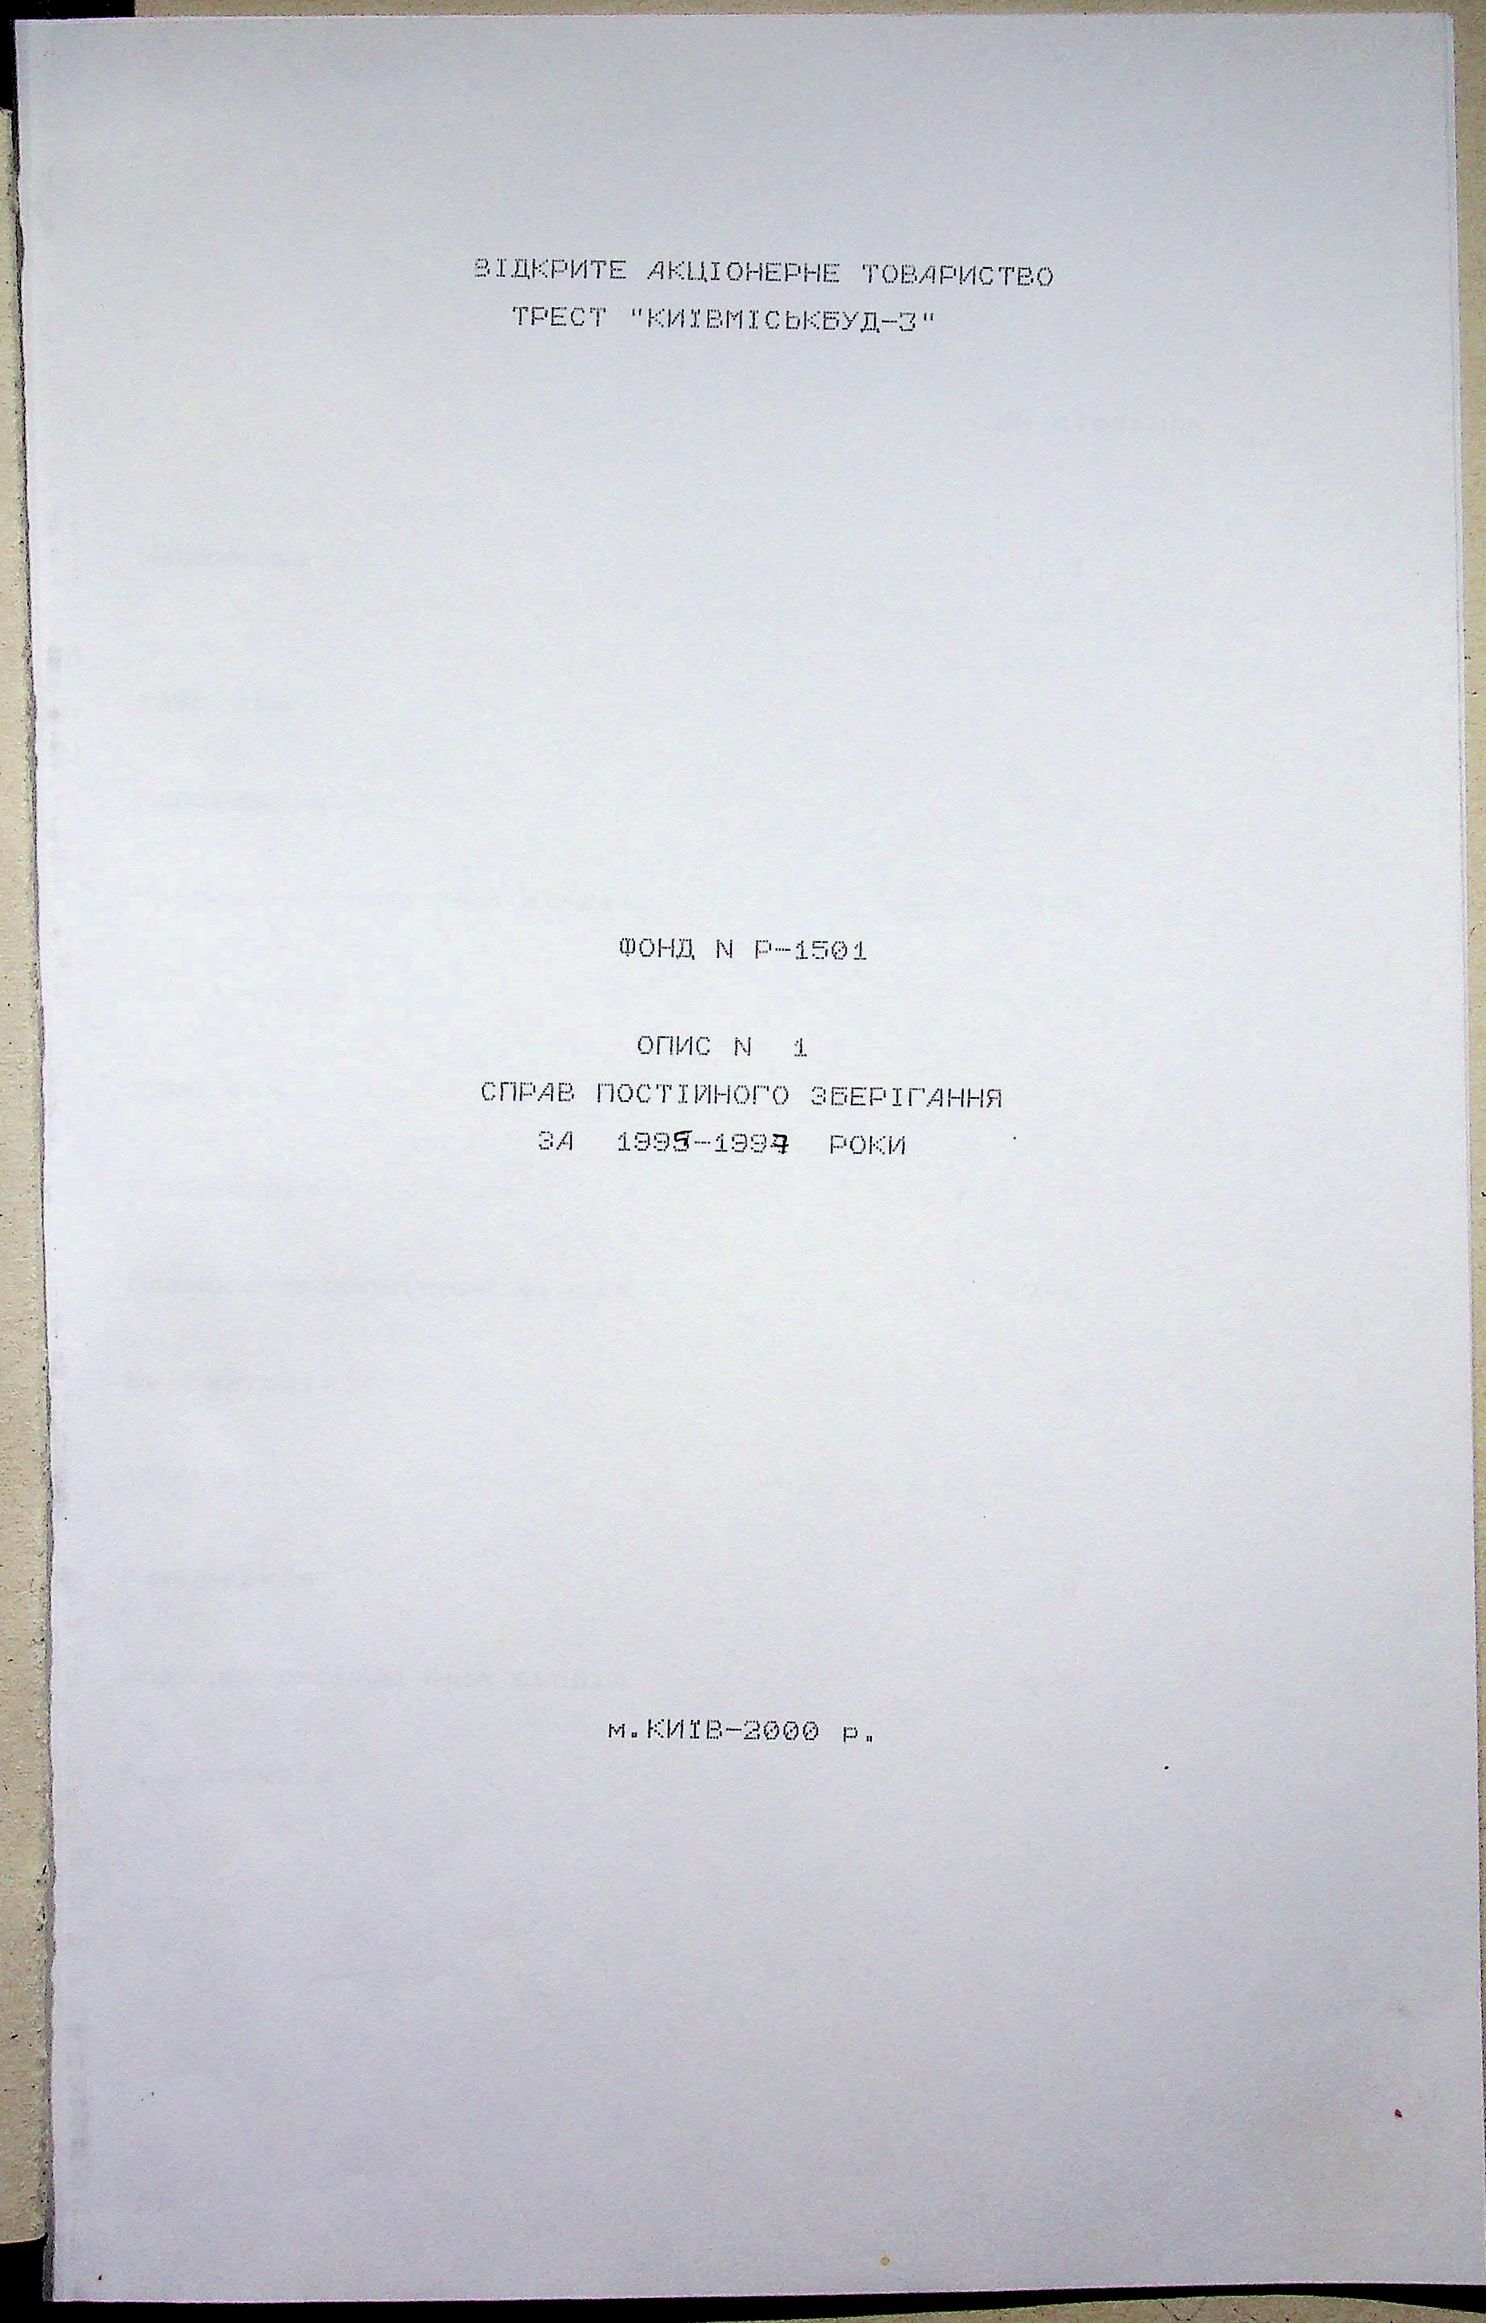 ВІДКРИТЕ АКЦІОНЕРНЕ ТОВАРИСТВО
ТРЕСТ "КИЇВМІСЬКБУД-3"
ФОНД N Р-1501
ОПИС N 1
СПРАВ ПОСТІЙНОГО ЗБЕРІГАННЯ
ЗА 1995-1997 РОКИ
м.КИЇВ-2000 р.